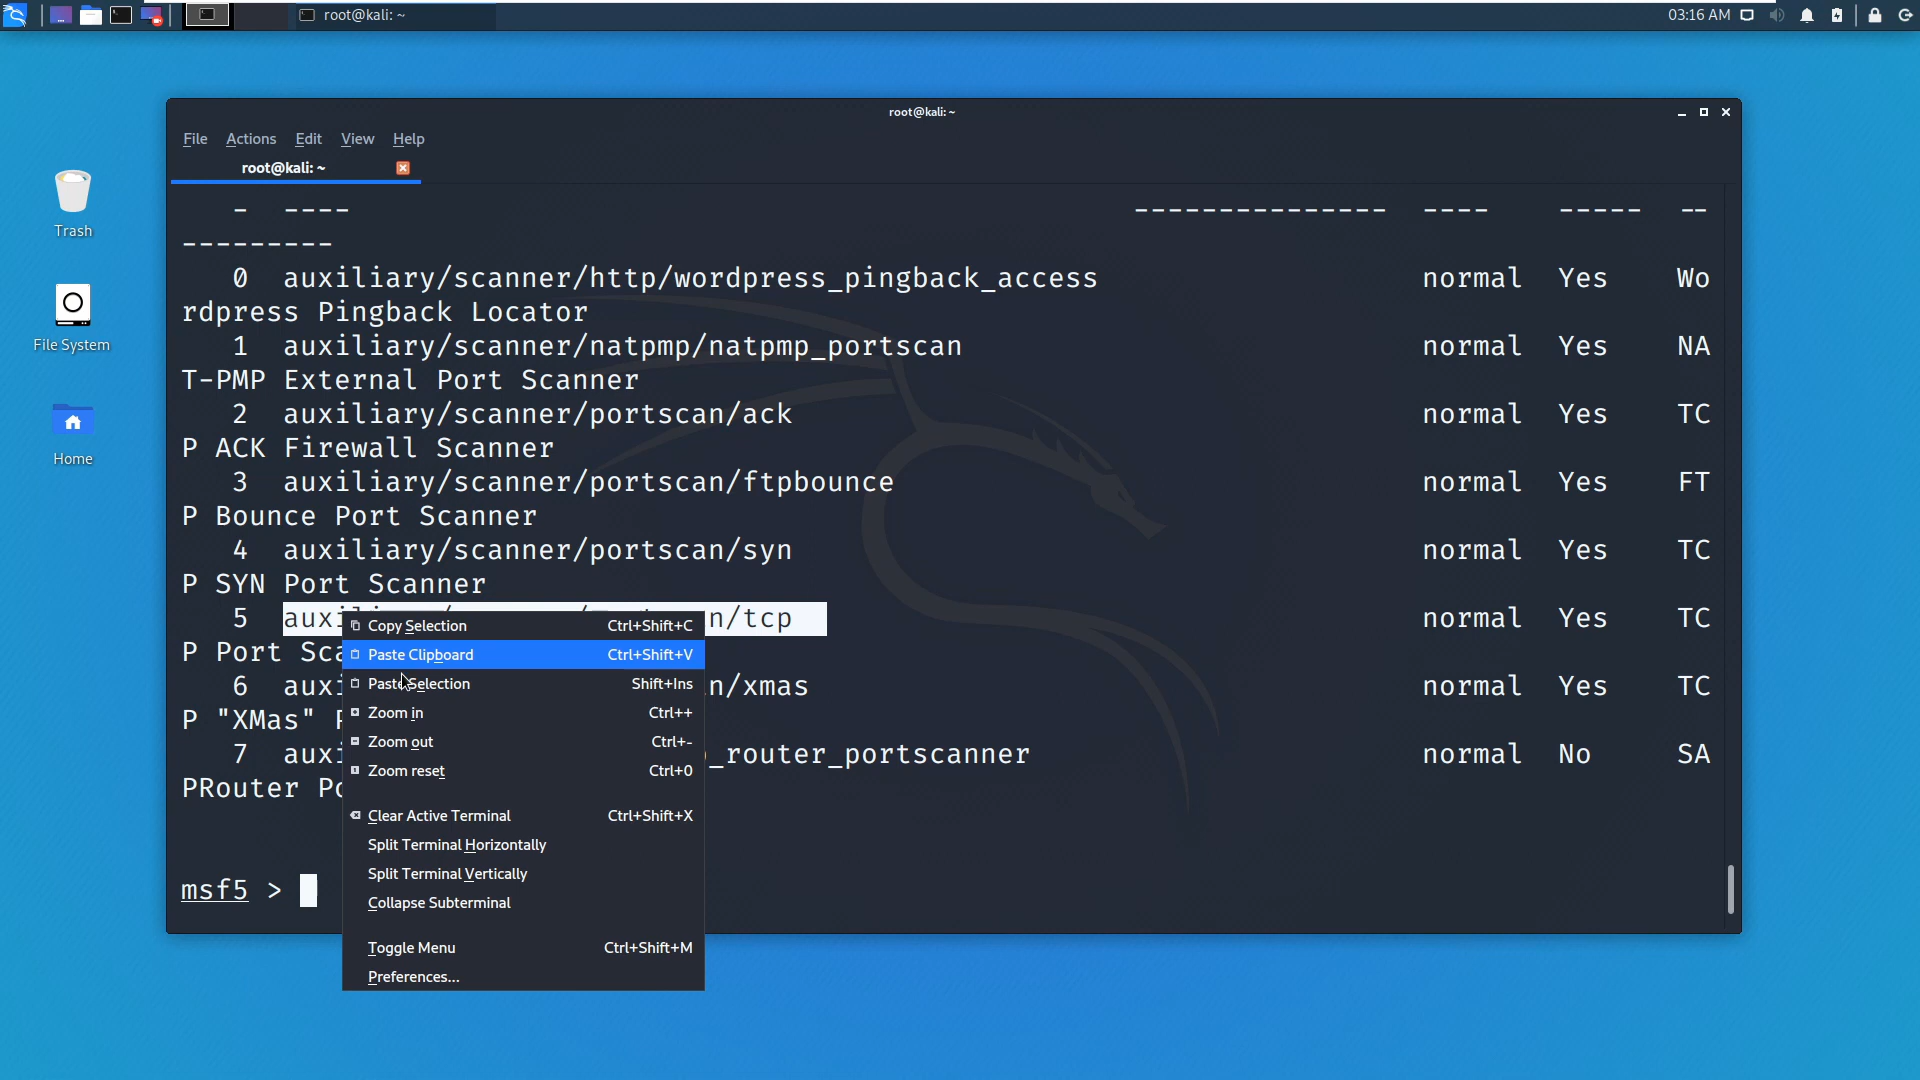 root@kali: ~
03:16 AM
root@kali: ~
File Actions Edit View Help
root@kali: ~
Trash
File System
Home
- ---- --------------- ---- ----- --
---------
0 auxiliary/scanner/http/wordpress_pingback_access normal Yes Wo
rdpress Pingback Locator
1 auxiliary/scanner/natpmp/natpmp_portscan normal Yes NA
T-PMP External Port Scanner
2 auxiliary/scanner/portscan/ack normal Yes TC
P ACK Firewall Scanner
3 auxiliary/scanner/portscan/ftpbounce normal Yes FT
P Bounce Port Scanner
4 auxiliary/scanner/portscan/syn normal Yes TC
P SYN Port Scanner
5 aux n/tcp normal Yes TC
P Port Sca
6 auxi n/xmas normal Yes TC
P "XMas" P
7 auxi _router_portscanner normal No SA
PRouter Po
msf5 >
Copy Selection Ctrl+Shift+C
Paste Clipboard Ctrl+Shift+V
Paste Selection Shift+Ins
Zoom in Ctrl++
Zoom out Ctrl+-
Zoom reset Ctrl+0
Clear Active Terminal Ctrl+Shift+X
Split Terminal Horizontally
Split Terminal Vertically
Collapse Subterminal
Toggle Menu Ctrl+Shift+M
Preferences...